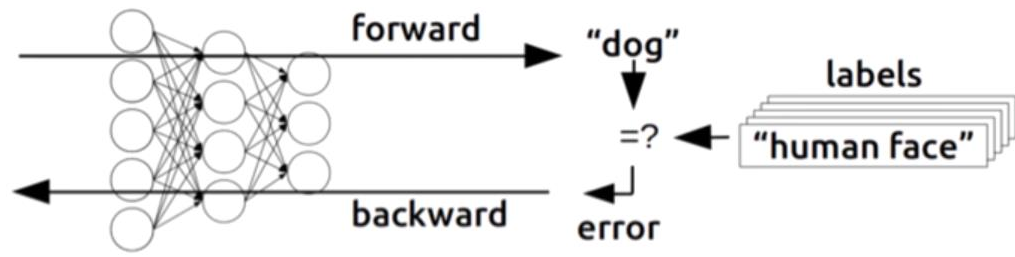 forward
“dog”
labels
=?
“human face”
backward
error